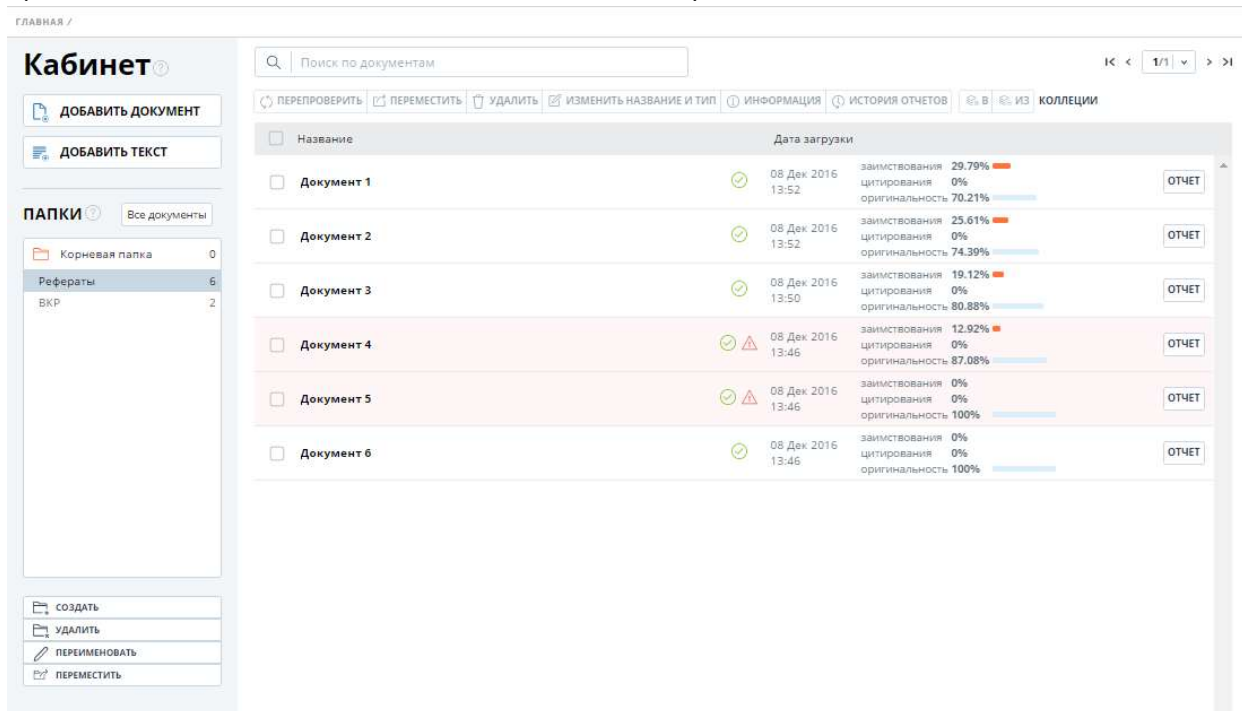 ГЛАВНАЯ /
Кабинет ?
ДОБАВИТЬ ДОКУМЕНТ
ДОБАВИТЬ ТЕКСТ
ПАПКИ ? Все документы
Корневая папка 0
Рефераты 6
ВКР 2
СОЗДАТЬ
УДАЛИТЬ
ПЕРЕИМЕНОВАТЬ
ПЕРЕМЕСТИТЬ
Поиск по документам
1/1
ПЕРЕПРОВЕРИТЬ ПЕРЕМЕСТИТЬ УДАЛИТЬ ИЗМЕНИТЬ НАЗВАНИЕ И ТИП ИНФОРМАЦИЯ ИСТОРИЯ ОТЧЕТОВ В ИЗ КОЛЛЕЦИИ
Название Дата загрузки
Документ 1
08 Дек 2016
13:52
заимствования 29.79%
цитирования 0%
оригинальность 70.21%
ОТЧЕТ
Документ 2
08 Дек 2016
13:52
заимствования 25.61%
цитирования 0%
оригинальность 74.39%
ОТЧЕТ
Документ 3
08 Дек 2016
13:50
заимствования 19.12%
цитирования 0%
оригинальность 80.88%
ОТЧЕТ
Документ 4
08 Дек 2016
13:46
заимствования 12.92%
цитирования 0%
оригинальность 87.08%
ОТЧЕТ
Документ 5
08 Дек 2016
13:46
заимствования 0%
цитирования 0%
оригинальность 100%
ОТЧЕТ
Документ 6
08 Дек 2016
13:46
заимствования 0%
цитирования 0%
оригинальность 100%
ОТЧЕТ